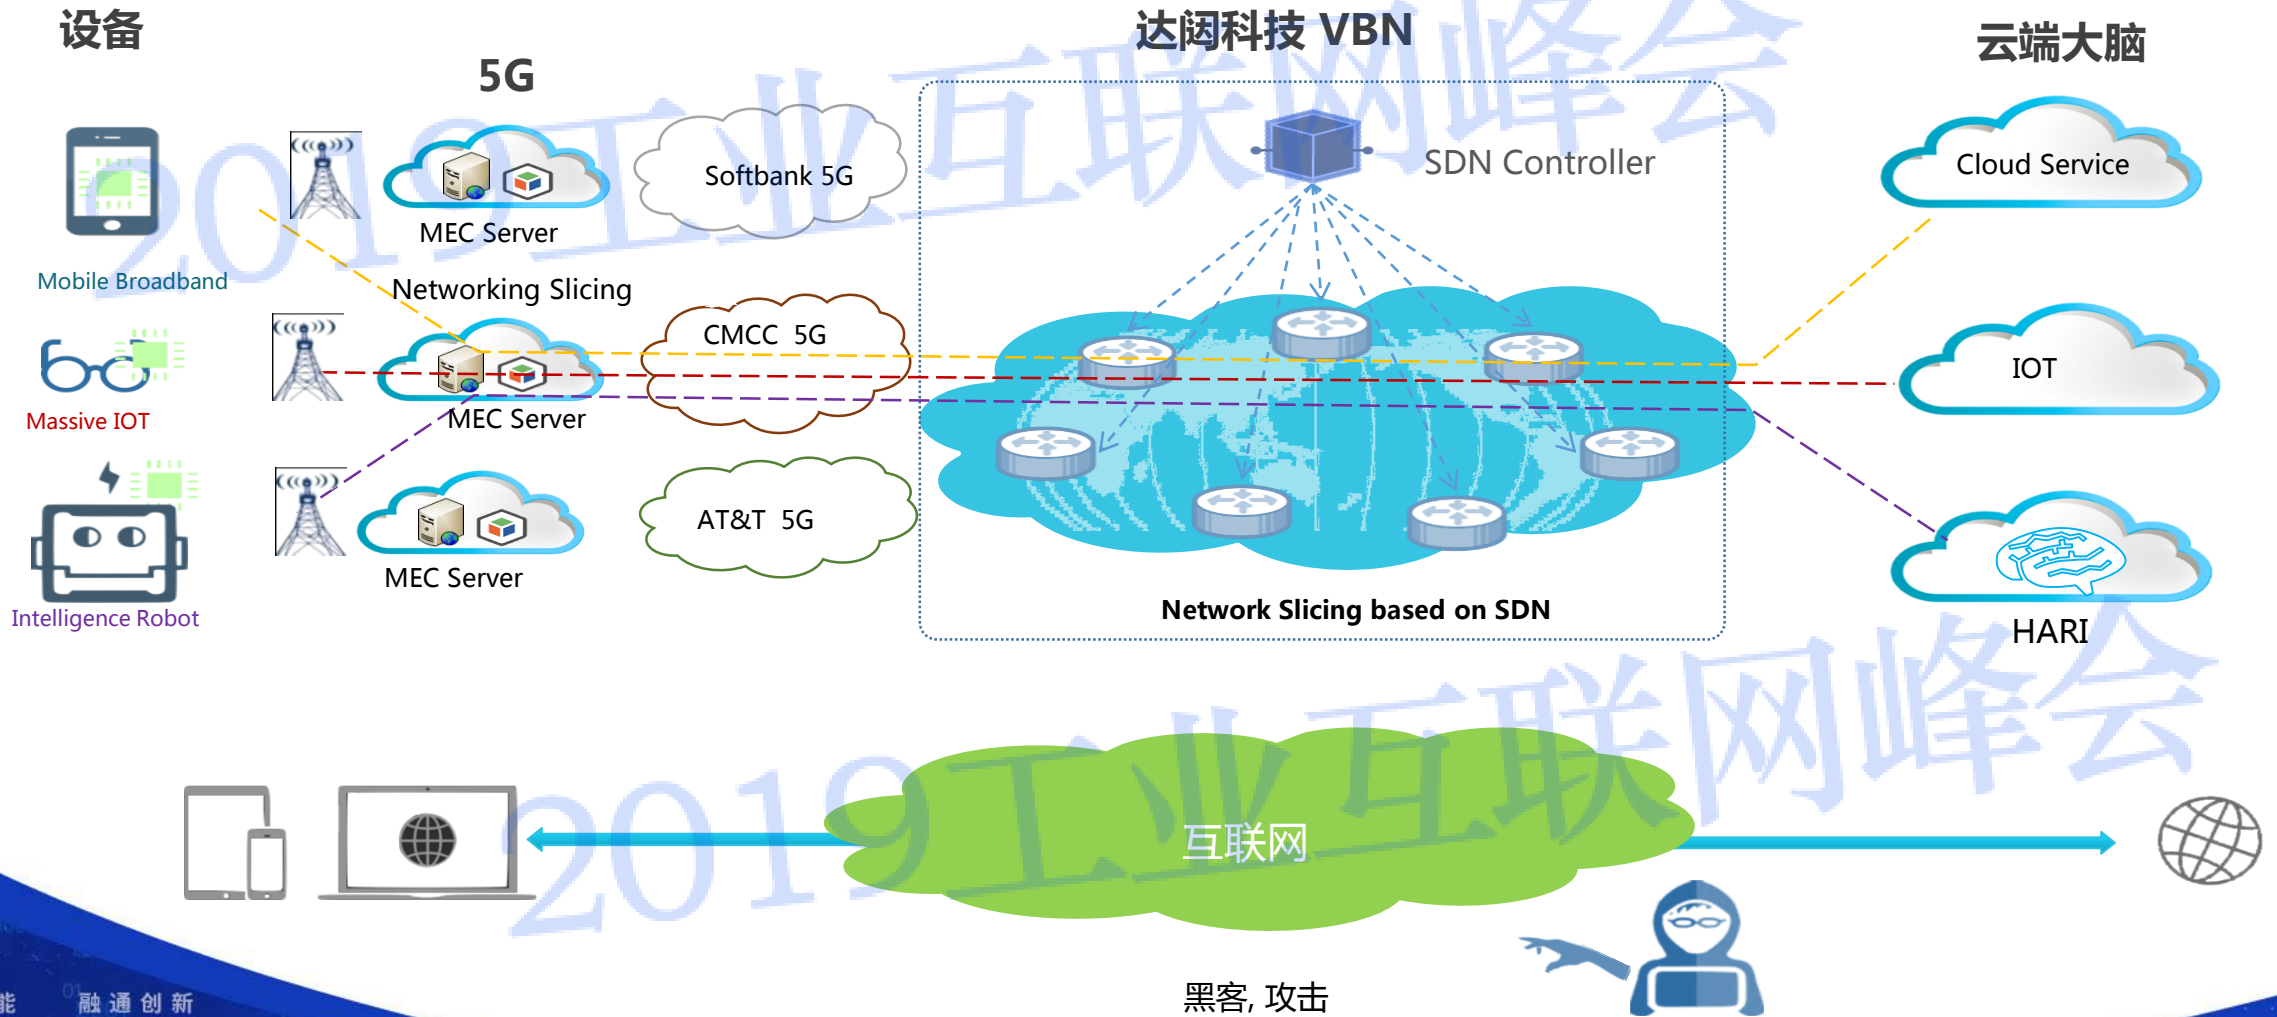 设备
5G
达闼科技 VBN
云端大脑
Softbank 5G
SDN Controller
Cloud Service
MEC Server
Mobile Broadband
Networking Slicing
CMCC 5G
IOT
Massive IOT
MEC Server
AT&T 5G
MEC Server
Intelligence Robot
Network Slicing based on SDN
HARI
互联网
黑客, 攻击
2019工业互联网峰会
2019工业互联网峰会
能 融通创新
01